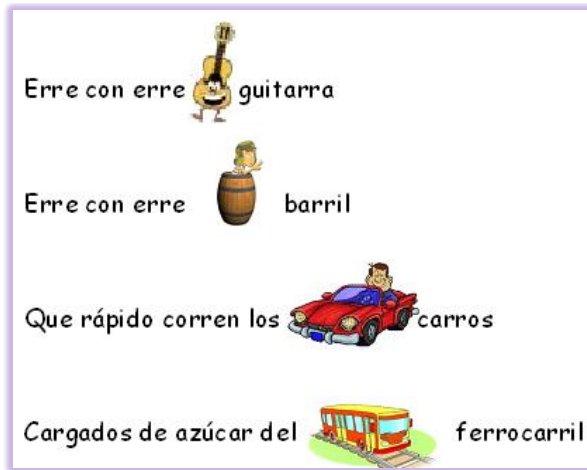 Erre con erre guitarra
Erre con erre barril
Que rápido corren los carros
Cargados de azúcar del ferrocarril